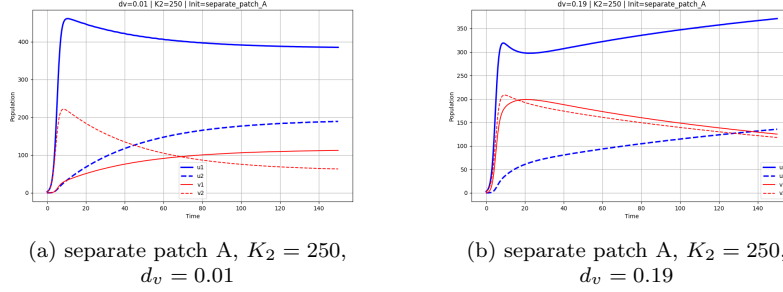 dv=0.01 | K2=250 | Init=separate_patch_A
400
300
200
100
0
Population
0 20 40 60 80 100 120 140
Time
u1
u2
v1
v2
(a) separate patch A, K₂ = 250,
d_v = 0.01
dv=0.19 | K2=250 | Init=separate_patch_A
350
300
250
200
150
100
50
0
Population
0 20 40 60 80 100 120 140
Time
(b) separate patch A, K₂ = 250,
d_v = 0.19